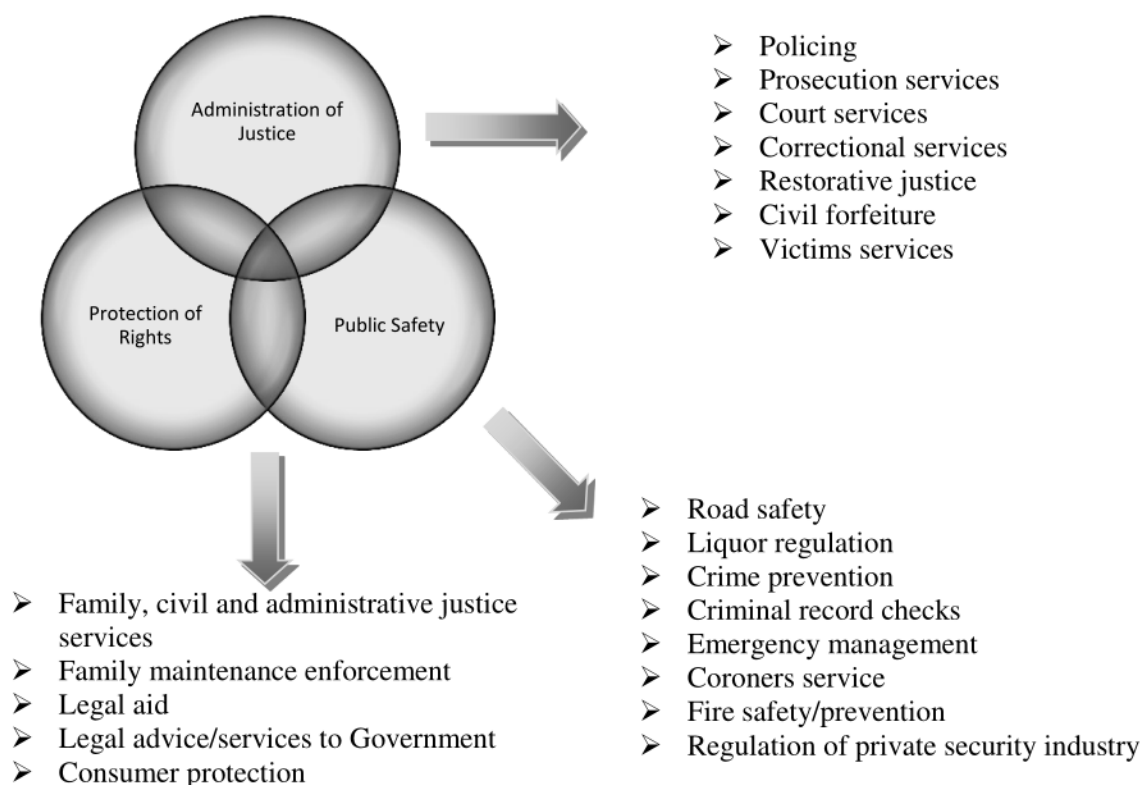 Administration of
Justice
Protection of
Rights
Public Safety
➢ Policing
➢ Prosecution services
➢ Court services
➢ Correctional services
➢ Restorative justice
➢ Civil forfeiture
➢ Victims services
➢ Road safety
➢ Liquor regulation
➢ Crime prevention
➢ Criminal record checks
➢ Emergency management
➢ Coroners service
➢ Fire safety/prevention
➢ Regulation of private security industry
➢ Family, civil and administrative justice
services
➢ Family maintenance enforcement
➢ Legal aid
➢ Legal advice/services to Government
➢ Consumer protection